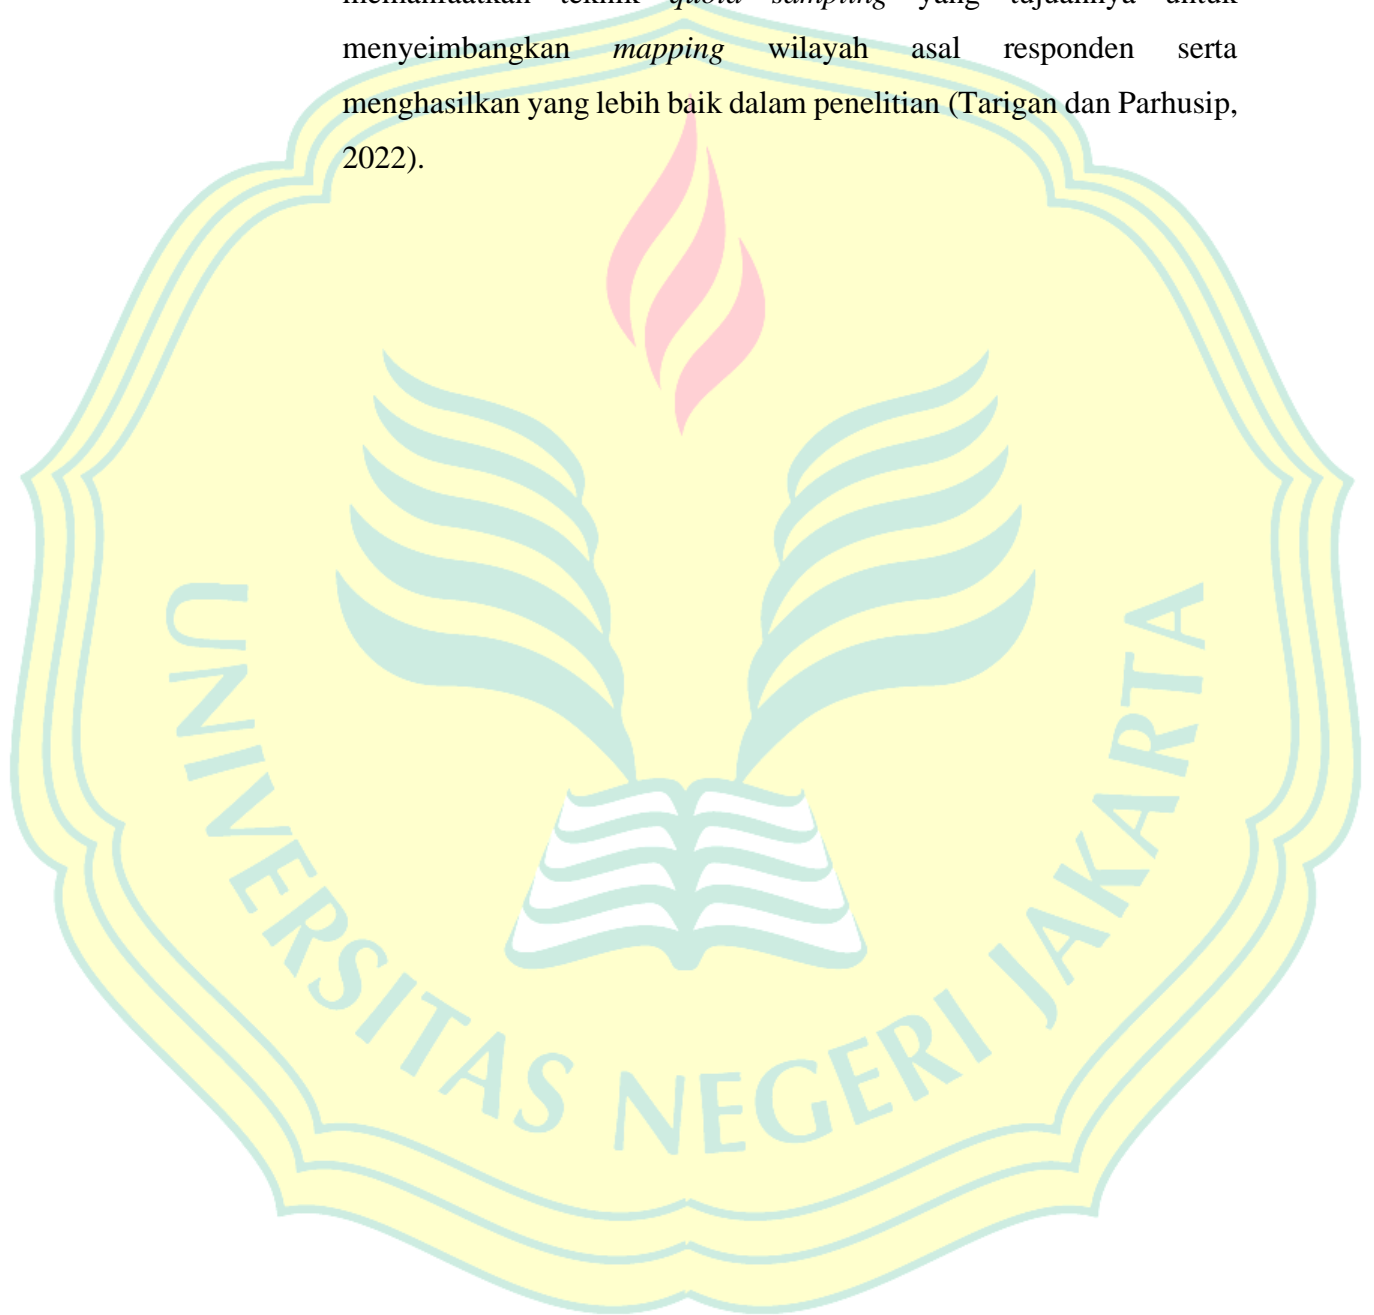 memanfaatkan teknik quota sampling yang tujuannya untuk
menyeimbangkan mapping wilayah asal responden serta
menghasilkan yang lebih baik dalam penelitian (Tarigan dan Parhusip,
2022).
UNIVERSITAS NEGERI JAKARTA